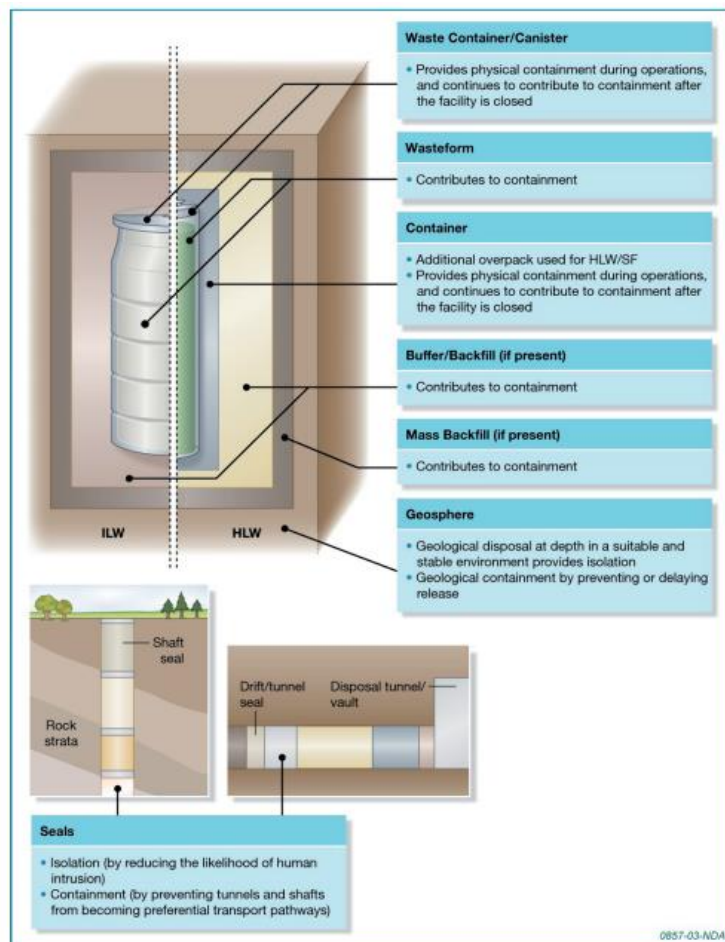 Waste Container/Canister
• Provides physical containment during operations,
and continues to contribute to containment after
the facility is closed
Wasteform
• Contributes to containment
Container
• Additional overpack used for HLW/SF
• Provides physical containment during operations,
and continues to contribute to containment after
the facility is closed
Buffer/Backfill (if present)
• Contributes to containment
Mass Backfill (if present)
• Contributes to containment
Geosphere
• Geological disposal at depth in a suitable and
stable environment provides isolation
• Geological containment by preventing or delaying
release
ILW
HLW
Shaft
seal
Rock
strata
Drift/tunnel
seal
Disposal tunnel/
vault
Seals
• Isolation (by reducing the likelihood of human
intrusion)
• Containment (by preventing tunnels and shafts
from becoming preferential transport pathways)
0857-03-NDA